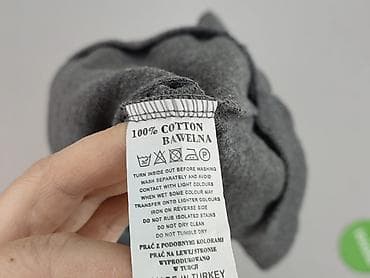 100% COTTON
BAWEŁNA
TURN INSIDE OUT BEFORE WASHING
WASH SEPARATELY AND AVOID
CONTACT WITH LIGHT COLOURS
WHEN WET SOME COLOUR MAY
TRANSFER ONTO LIGHTER COLOURS
IRON ON REVERSE SIDE
DO NOT RUB ISOLATED STAINS
DO NOT DRY CLEAN
DO NOT TUMBLE DRY
PRAĆ Z PODOBNYMI KOLORAMI
PRAĆ NA LEWEJ STRONIE
WYPRODUKOWANO
W TURCJI
MADE IN TURKEY